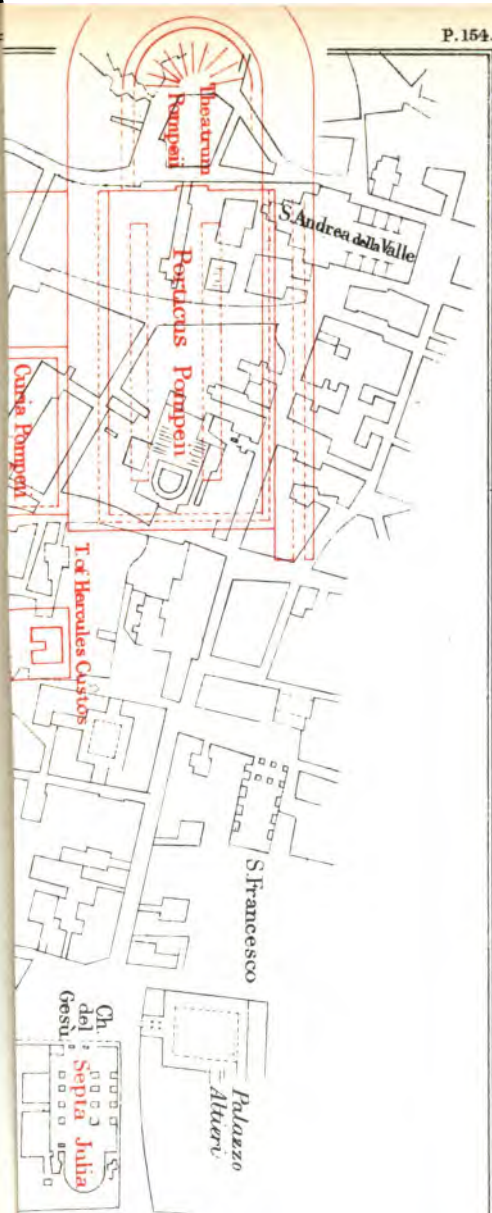 P. 154.
Theatrum
Pompeii
S. Andrea della Valle
Porticus Pompeii
Curia Pompeii
T. of Hercules Custos
S. Francesco
Ch.
del
Gesù
Septa Julia
Palazzo
Altieri